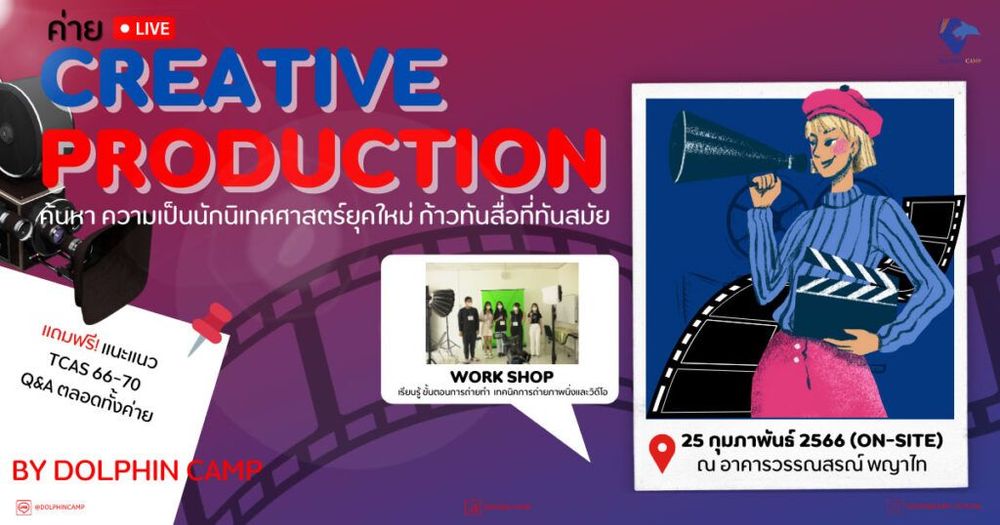 ค่าย
LIVE
CREATIVE
PRODUCTION
ค้นหา ความเป็นนักนิเทศศาสตร์ยุคใหม่ ก้าวทันสื่อที่ทันสมัย
CAMP
แถมฟรี! แนะแนว
TCAS 66-70
Q&A ตลอดทั้งค่าย
WORK SHOP
เรียนรู้ ขั้นตอนการถ่ายทำ เทคนิคการถ่ายภาพนิ่งและวิดีโอ
25 กุมภาพันธ์ 2566 (ON-SITE)
ณ อาคารวรรณสรณ์ พญาไท
BY DOLPHIN CAMP
@DOLPHINCAMP